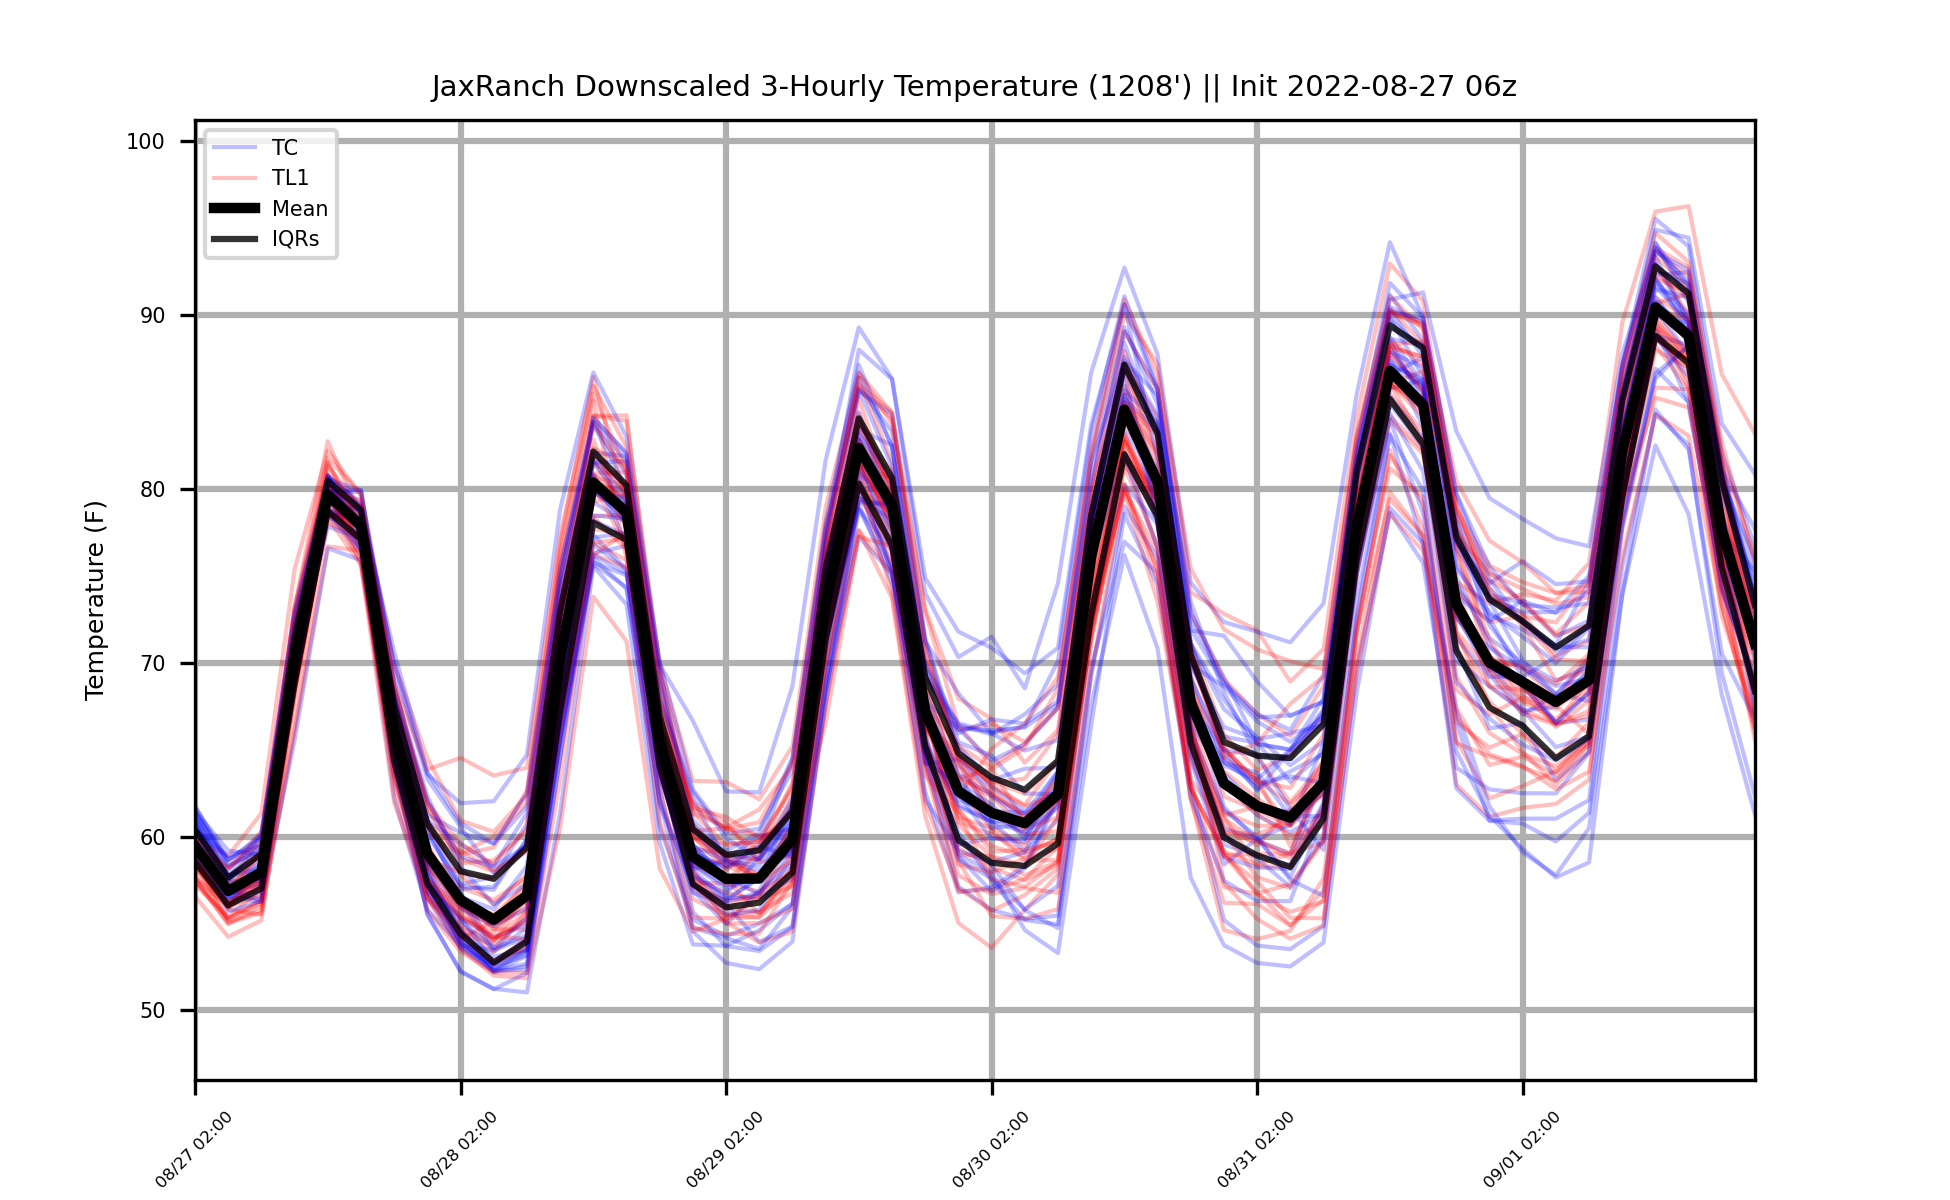 JaxRanch Downscaled 3-Hourly Temperature (1208') || Init 2022-08-27 06z
TC
TL1
Mean
IQRs
Temperature (F)
100
90
80
70
60
50
08/27 02:00
08/28 02:00
08/29 02:00
08/30 02:00
08/31 02:00
09/01 02:00